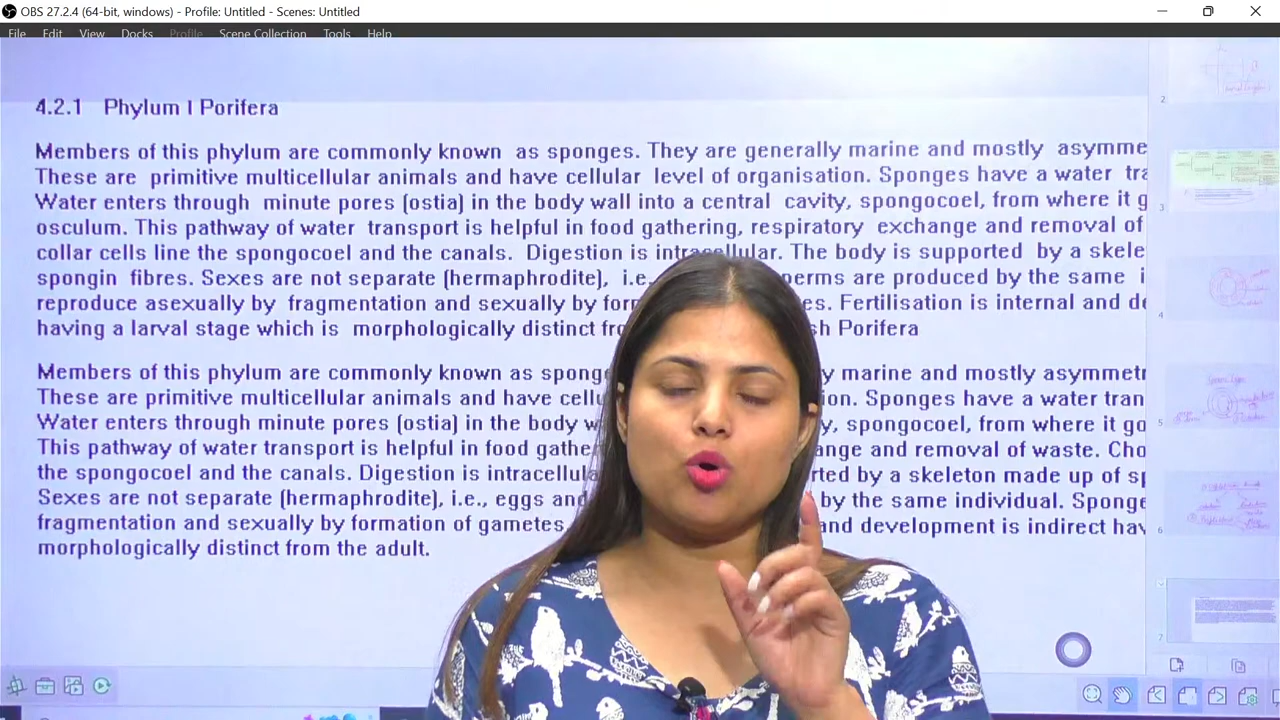 OBS 27.2.4 (64-bit, windows) - Profile: Untitled - Scenes: Untitled
File Edit View Docks Profile Scene Collection Tools Help
4.2.1 Phylum I Porifera
Members of this phylum are commonly known as sponges. They are generally marine and mostly asymme
These are primitive multicellular animals and have cellular level of organisation. Sponges have a water tra
Water enters through minute pores (ostia) in the body wall into a central cavity, spongocoel, from where it g
osculum. This pathway of water transport is helpful in food gathering, respiratory exchange and removal of
collar cells line the spongocoel and the canals. Digestion is intracellular. The body is supported by a skele
spongin fibres. Sexes are not separate (hermaphrodite), i.e. perms are produced by the same i
reproduce asexually by fragmentation and sexually by for es. Fertilisation is internal and de
having a larval stage which is morphologically distinct fro sh Porifera
Members of this phylum are commonly known as sponge y marine and mostly asymmetr
These are primitive multicellular animals and have cellu ion. Sponges have a water tran
Water enters through minute pores (ostia) in the body w y, spongocoel, from where it go
This pathway of water transport is helpful in food gather ange and removal of waste. Cho
the spongocoel and the canals. Digestion is intracellula rted by a skeleton made up of sp
Sexes are not separate (hermaphrodite), i.e., eggs and by the same individual. Sponge
fragmentation and sexually by formation of gametes. and development is indirect hav
morphologically distinct from the adult.
2
3
4
5
6
7